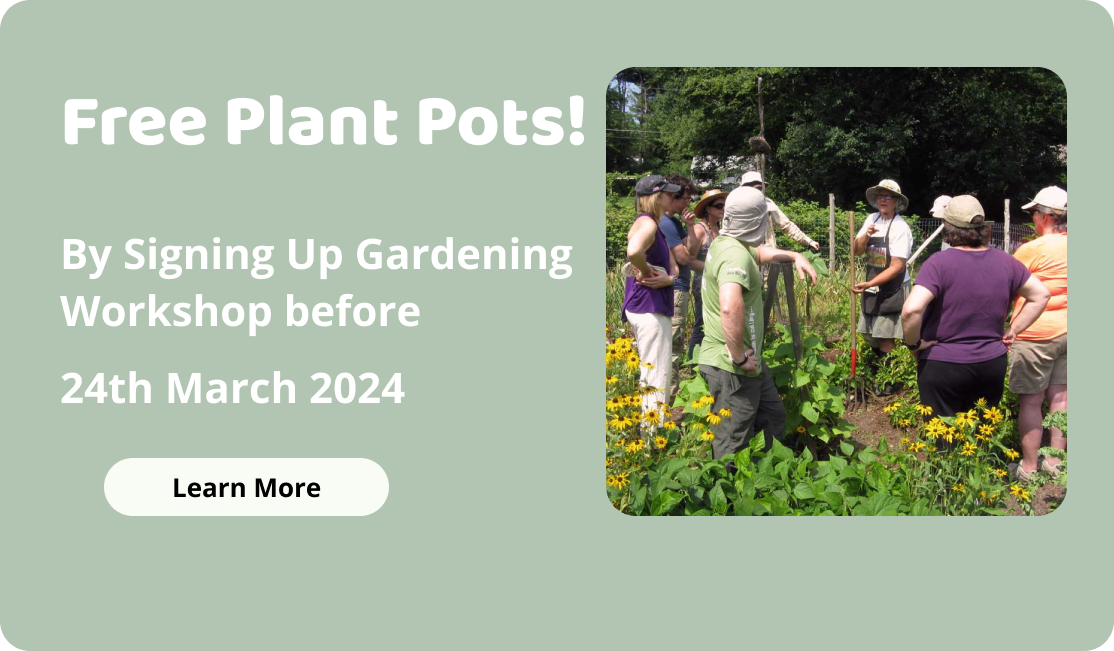 Free Plant Pots!
By Signing Up Gardening
Workshop before
24th March 2024
Learn More